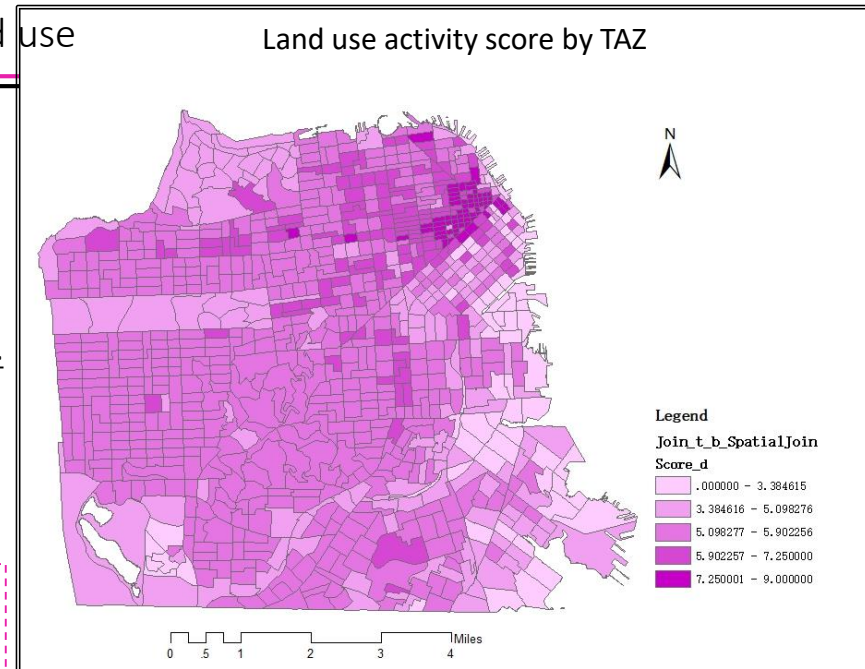 d use
Land use activity score by TAZ
N
Legend
Join_t_b_SpatialJoin
Score_d
.000000 - 3.384615
3.384616 - 5.098276
5.098277 - 5.902256
5.902257 - 7.250000
7.250001 - 9.000000
Miles
0 .5 1 2 3 4